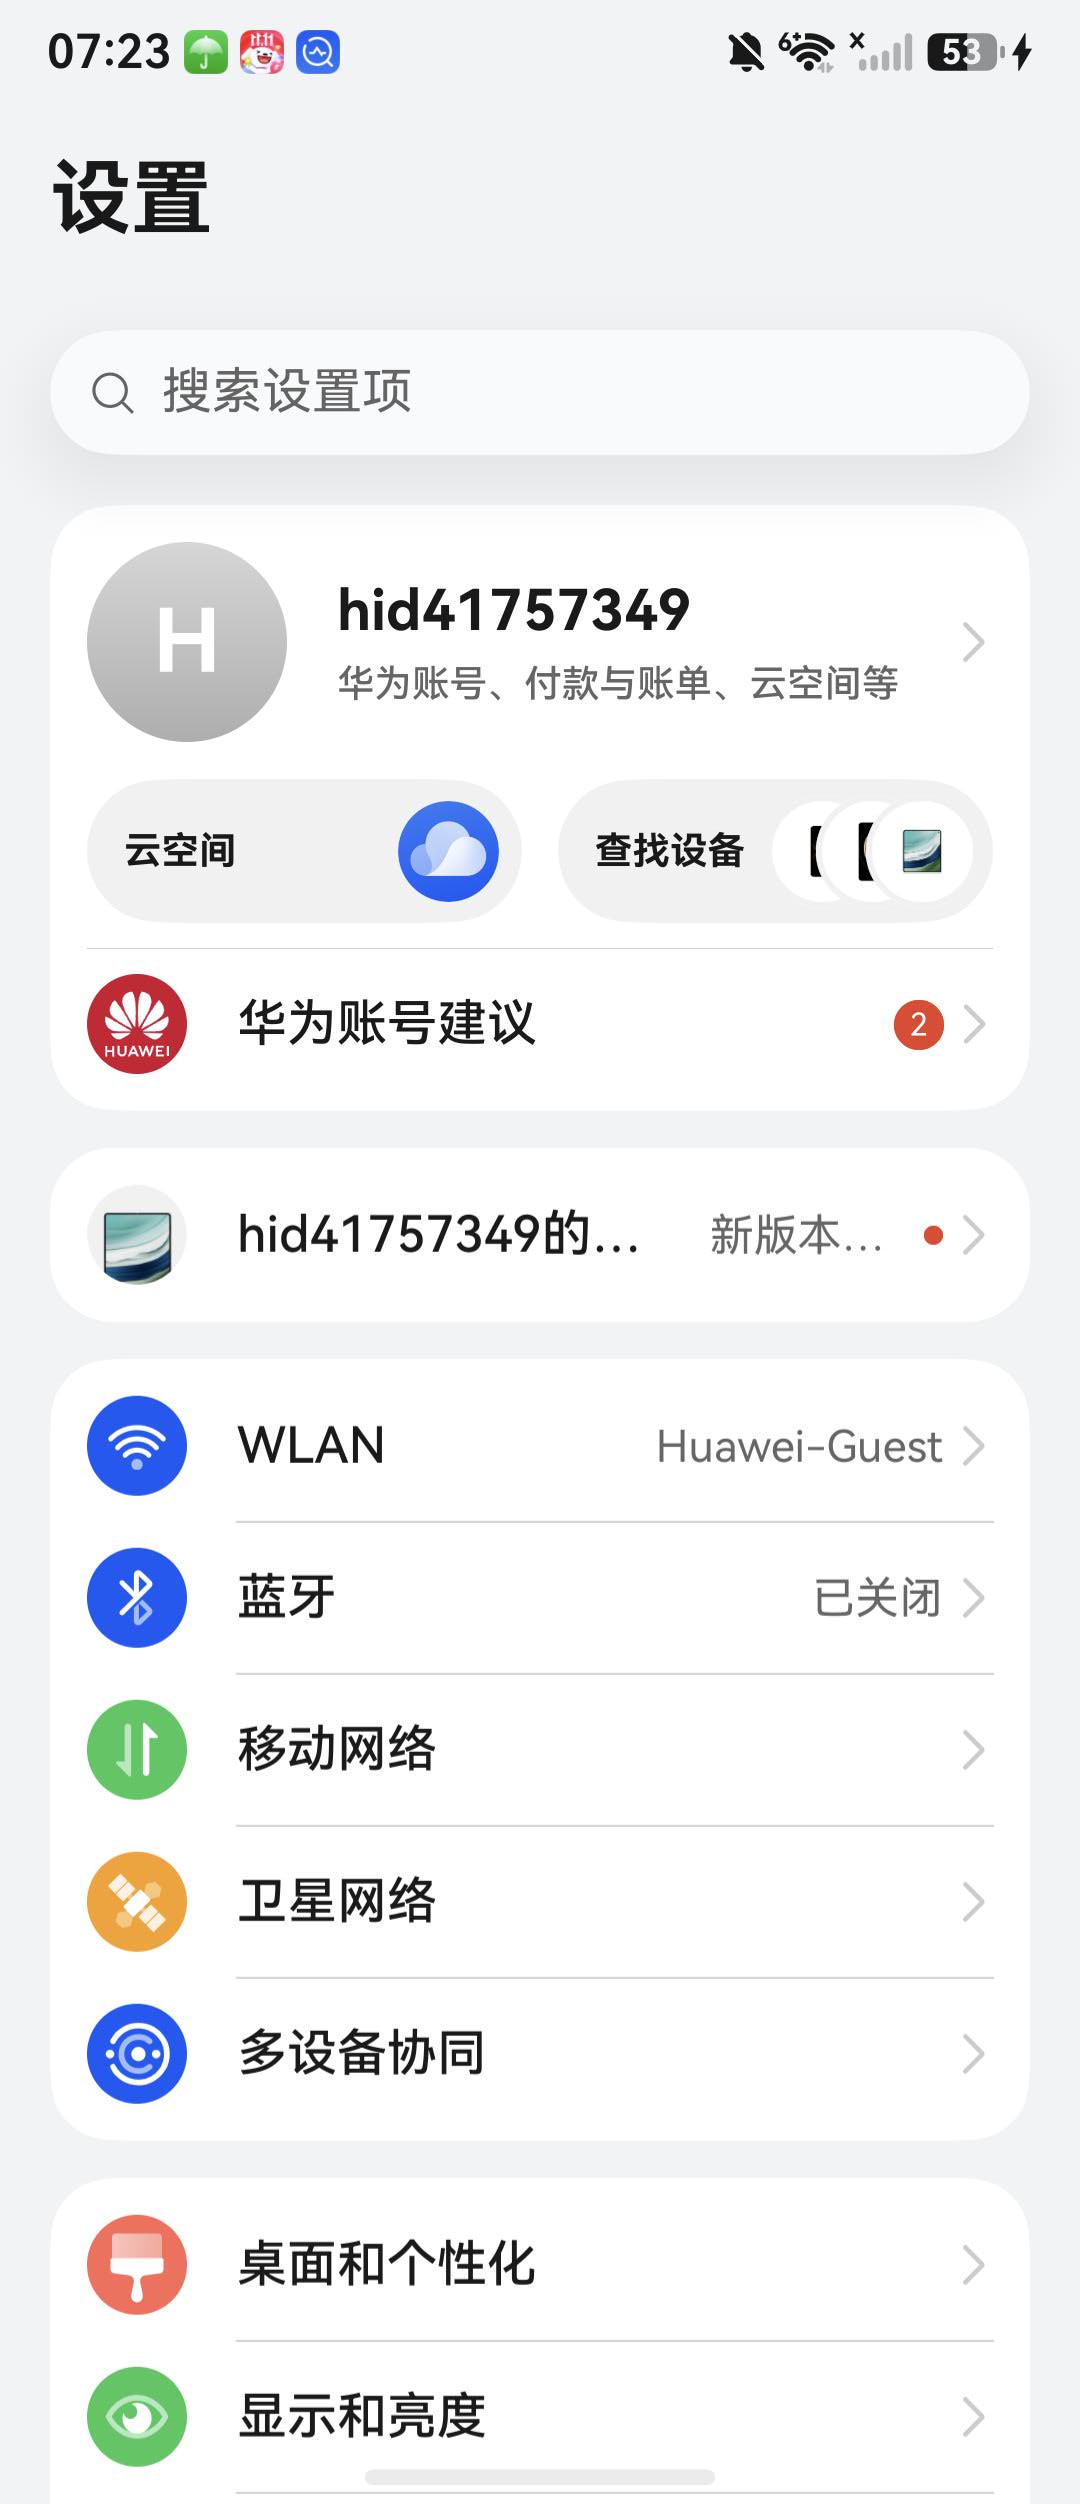 07:23
11.11
6+
53
设置
搜索设置项
H
hid41757349
华为账号、付款与账单、云空间等
云空间
查找设备
HUAWEI
华为账号建议
2
hid41757349的...
新版本...
WLAN
Huawei-Guest
蓝牙
已关闭
移动网络
卫星网络
多设备协同
桌面和个性化
显示和亮度